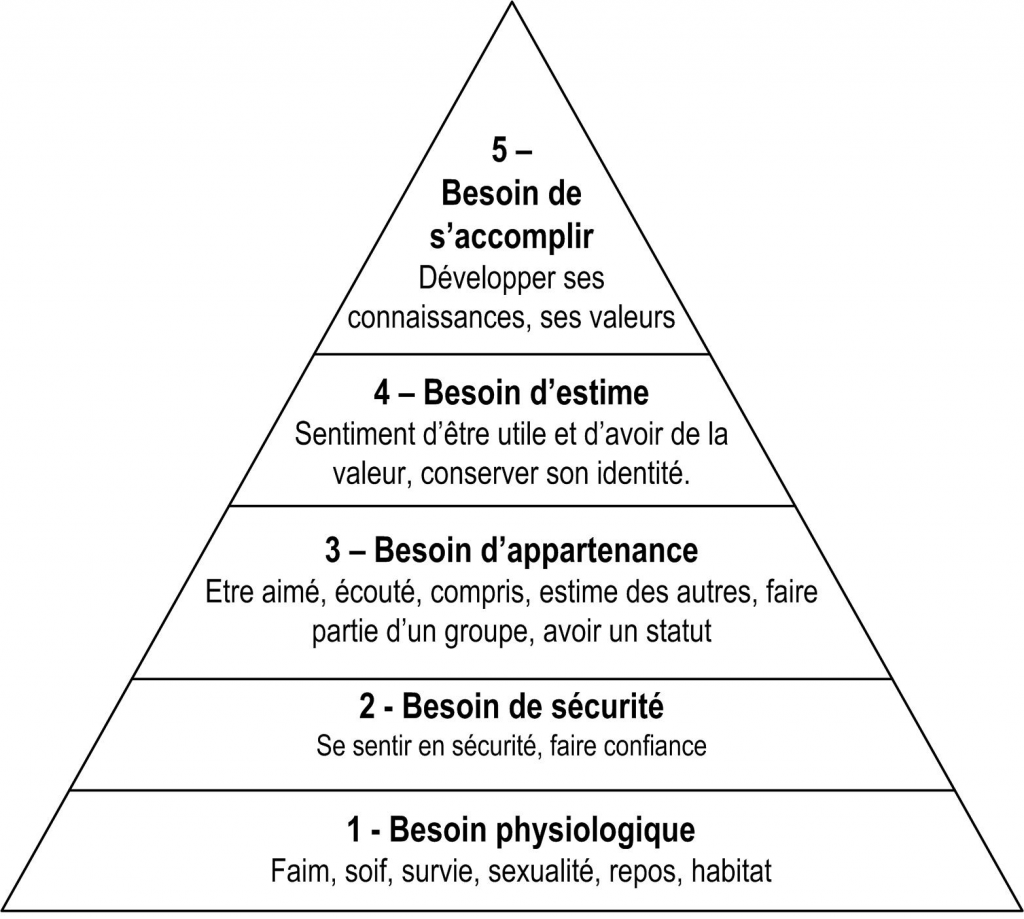 5 –
Besoin de
s’accomplir
Développer ses
connaissances, ses valeurs
4 – Besoin d’estime
Sentiment d’être utile et d’avoir de la
valeur, conserver son identité.
3 – Besoin d’appartenance
Etre aimé, écouté, compris, estime des autres, faire
partie d’un groupe, avoir un statut
2 - Besoin de sécurité
Se sentir en sécurité, faire confiance
1 - Besoin physiologique
Faim, soif, survie, sexualité, repos, habitat